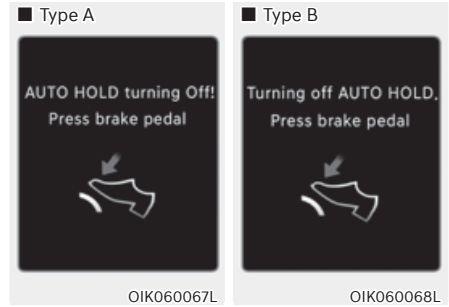 ■ Type A
AUTO HOLD turning Off!
Press brake pedal
OIK060067L
■ Type B
Turning off AUTO HOLD.
Press brake pedal
OIK060068L